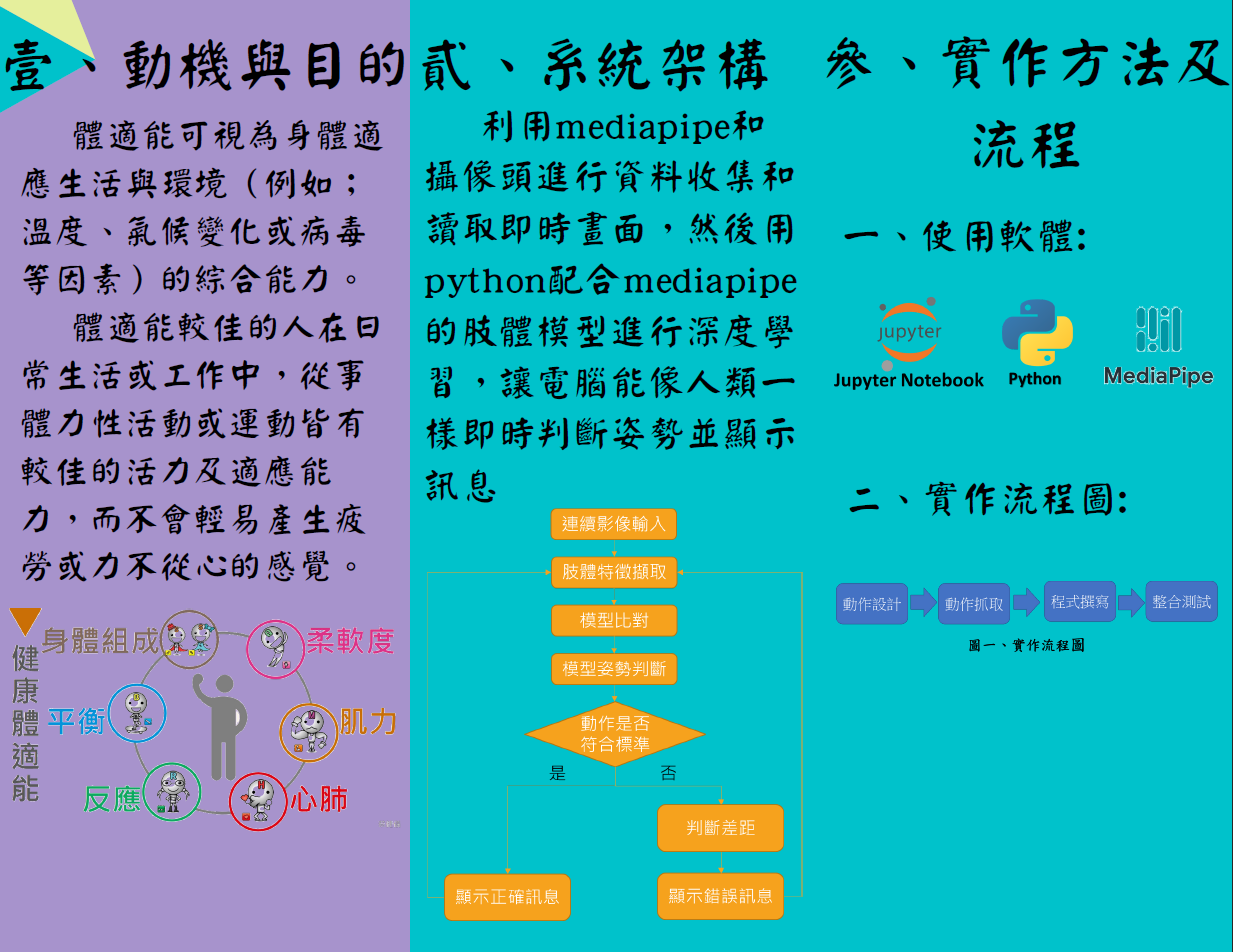 壹、動機與目的
體適能可視為身體適
應生活與環境（例如；
溫度、氣候變化或病毒
等因素）的綜合能力。
體適能較佳的人在日
常生活或工作中，從事
體力性活動或運動皆有
較佳的活力及適應能
力，而不會輕易產生疲
勞或力不從心的感覺。
健康體適能
身體組成
柔軟度
平衡
肌力
反應
心肺
貳、系統架構
利用mediapipe和
攝像頭進行資料收集和
讀取即時畫面，然後用
python配合mediapipe
的肢體模型進行深度學
習，讓電腦能像人類一
樣即時判斷姿勢並顯示
訊息
連續影像輸入
肢體特徵擷取
模型比對
模型姿勢判斷
動作是否
符合標準
是
否
判斷差距
顯示正確訊息
顯示錯誤訊息
參、實作方法及
流程
一、使用軟體:
jupyter
Jupyter Notebook
Python
MediaPipe
二、實作流程圖:
動作設計
動作抓取
程式撰寫
整合測試
圖一、實作流程圖